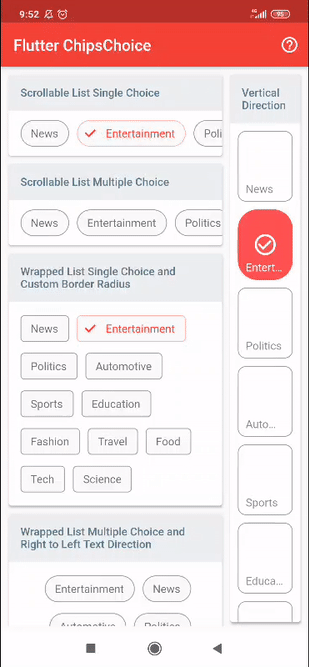 9:52
95
Flutter ChipsChoice
Scrollable List Single Choice
News
Entertainment
Poli
Scrollable List Multiple Choice
News
Entertainment
Politics
Wrapped List Single Choice and
Custom Border Radius
News
Entertainment
Politics
Automotive
Sports
Education
Fashion
Travel
Food
Tech
Science
Wrapped List Multiple Choice and
Right to Left Text Direction
Entertainment
News
Automotive
Politics
Vertical
Direction
News
Entert...
Politics
Auto...
Sports
Educa...